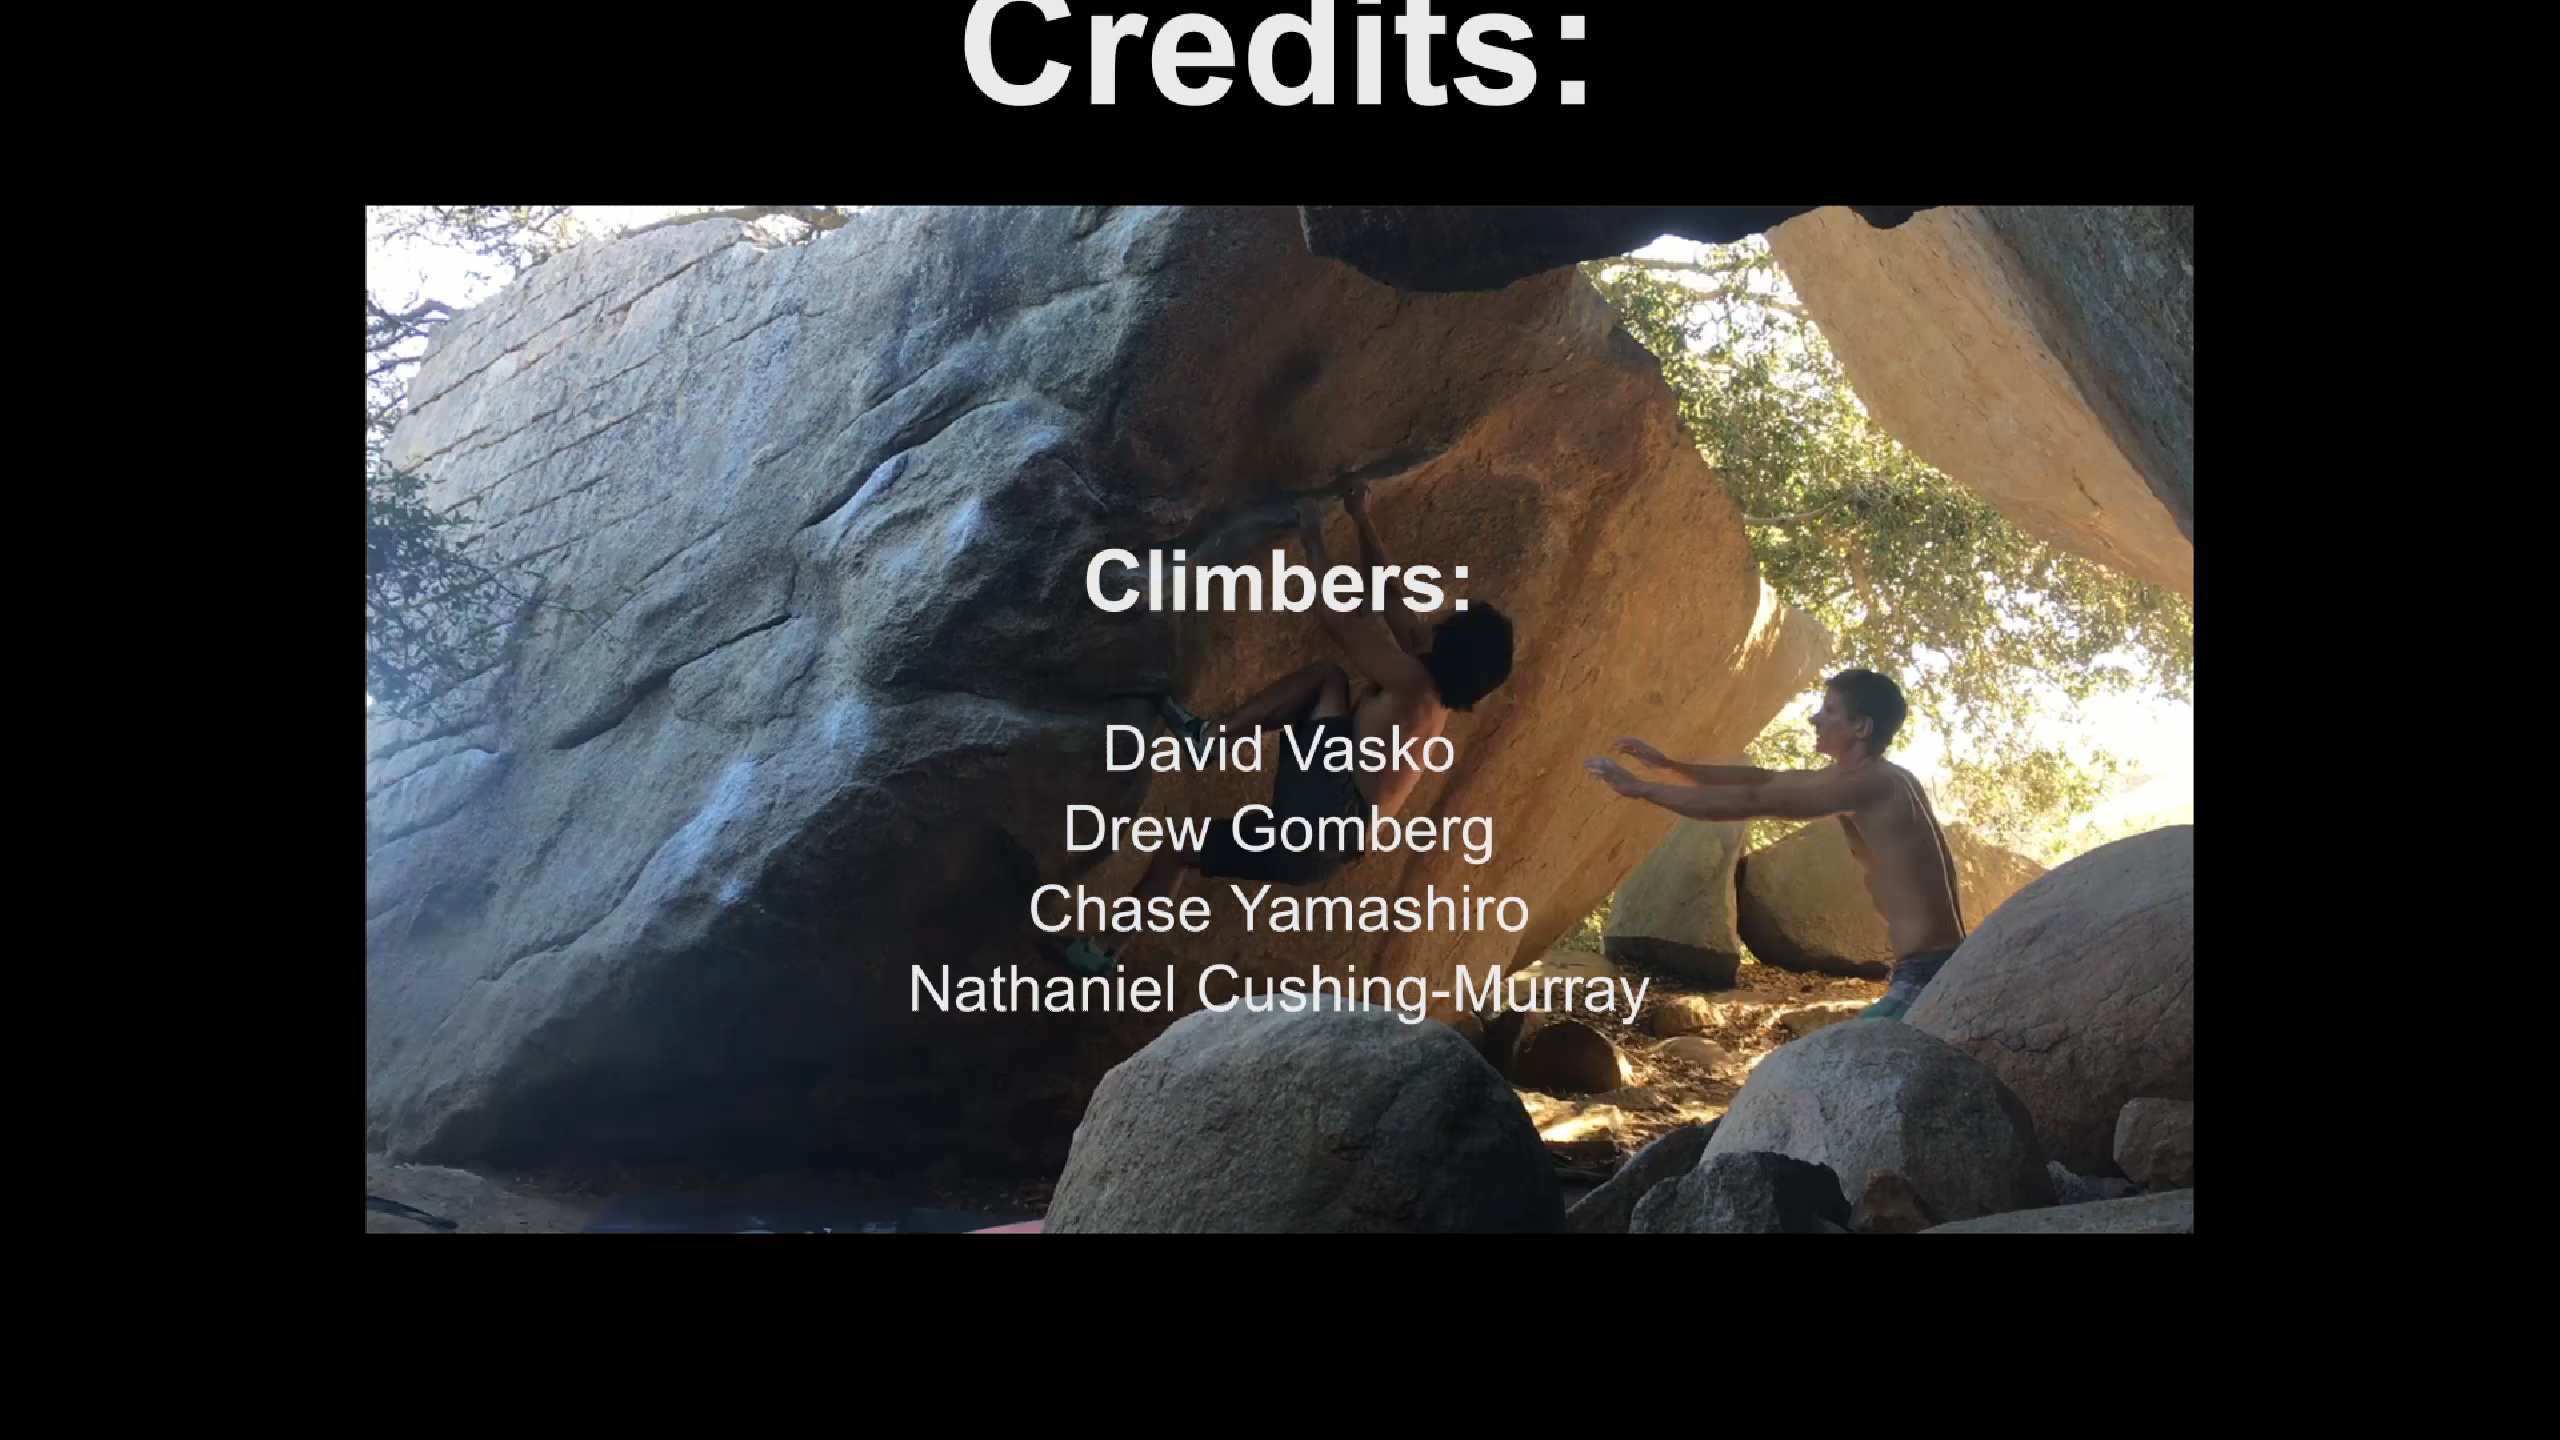 Credits:
Climbers:
David Vasko
Drew Gomberg
Chase Yamashiro
Nathaniel Cushing-Murray